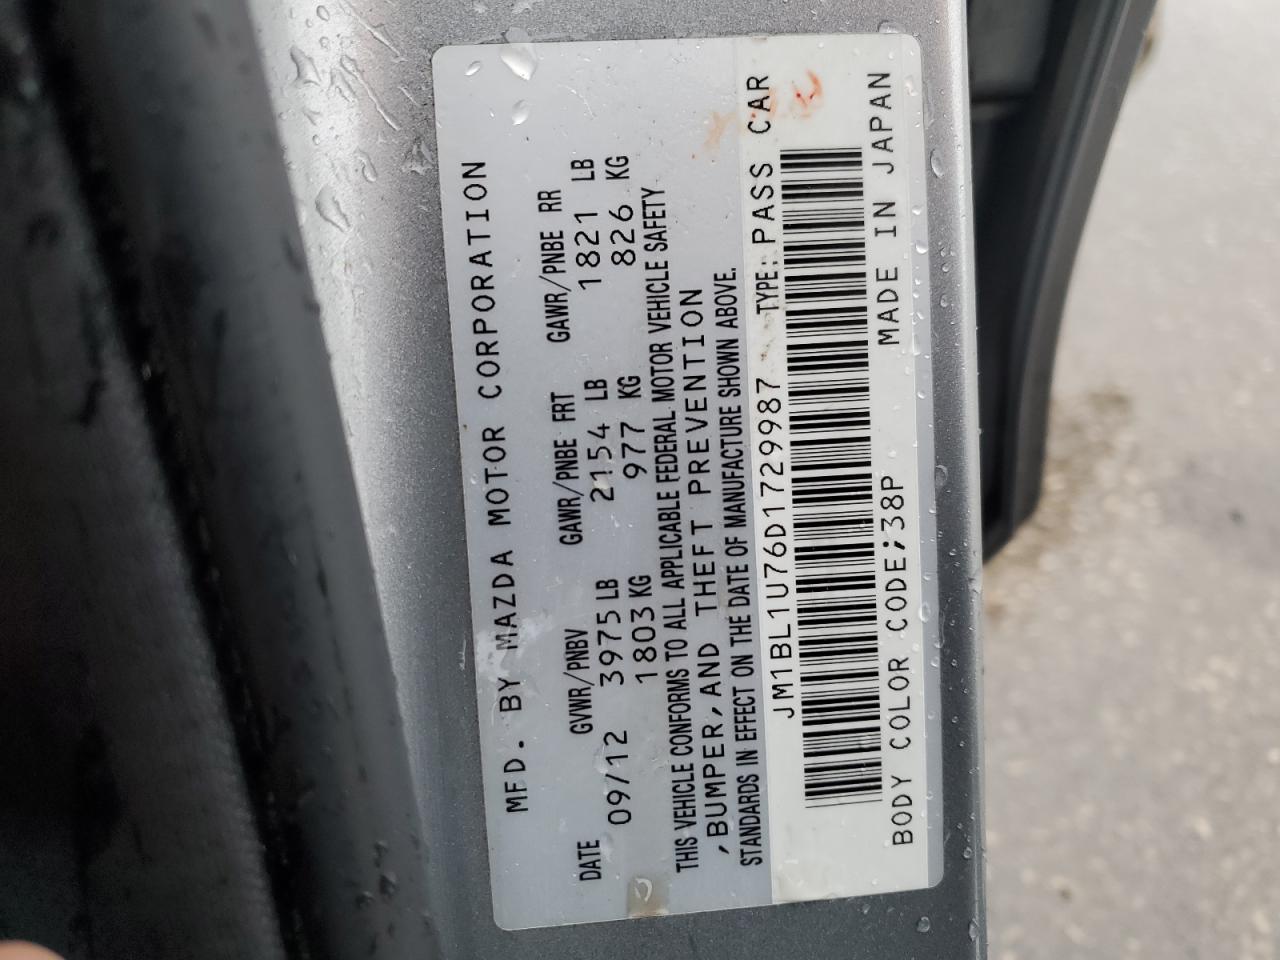 MFD. BY MAZDA MOTOR CORPORATION
DATE GVWR/PNBV GAWR/PNBE FRT GAWR/PNBE RR
09/12 3975 LB 2154 LB 1821 LB
1803 KG 977 KG 826 KG
THIS VEHICLE CONFORMS TO ALL APPLICABLE FEDERAL MOTOR VEHICLE SAFETY
,BUMPER,AND THEFT PREVENTION
STANDARDS IN EFFECT ON THE DATE OF MANUFACTURE SHOWN ABOVE.
JM1BL1U76D1729987 TYPE: PASS CAR
BODY COLOR CODE;38P MADE IN JAPAN